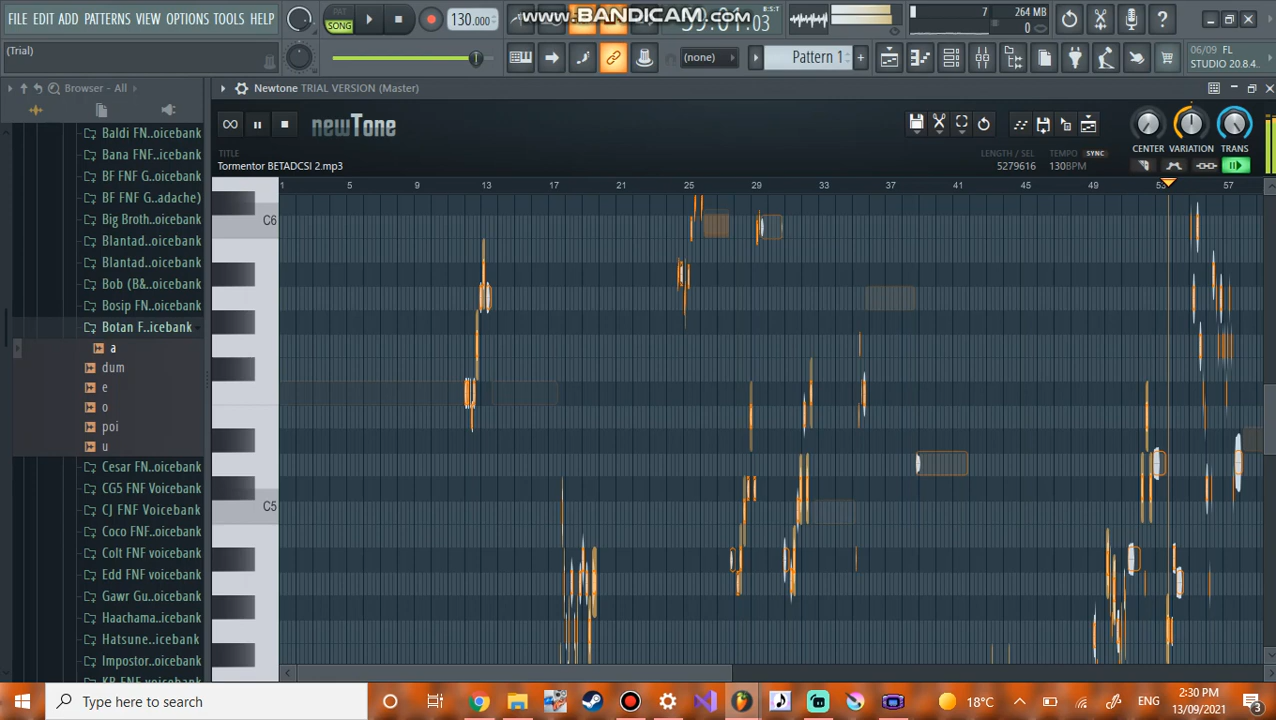 FILE EDIT ADD PATTERNS VIEW OPTIONS TOOLS HELP
PAT
SONG
130.000
www.BANDICAM.com
B:S:T
7
264 MB
0
(Trial)
(none)
Pattern 1
06/09 FL
STUDIO 20.8.4..
Browser - All
Newtone TRIAL VERSION (Master)
newTone
CENTER
VARIATION
TRANS
TITLE
Tormentor BETADCSI 2.mp3
LENGTH / SEL
5279616
TEMPO SYNC
130BPM
1 5 9 13 17 21 25 29 33 37 41 45 49 53 57
C6
C5
Baldi FN..oicebank
Bana FNF..icebank
BF FNF G..oicebank
BF FNF G..adache)
Big Broth..oicebank
Blantad..oicebank
Blantad..oicebank
Bob (B&..oicebank
Bosip FN..oicebank
Botan F..icebank
a
dum
e
o
poi
u
Cesar FN..oicebank
CG5 FNF Voicebank
CJ FNF Voicebank
Coco FNF..oicebank
Colt FNF voicebank
Edd FNF voicebank
Gawr Gu..oicebank
Haachama..oicebank
Hatsune..oicebank
Impostor..oicebank
Type here to search
18°C
ENG
2:30 PM
13/09/2021
3